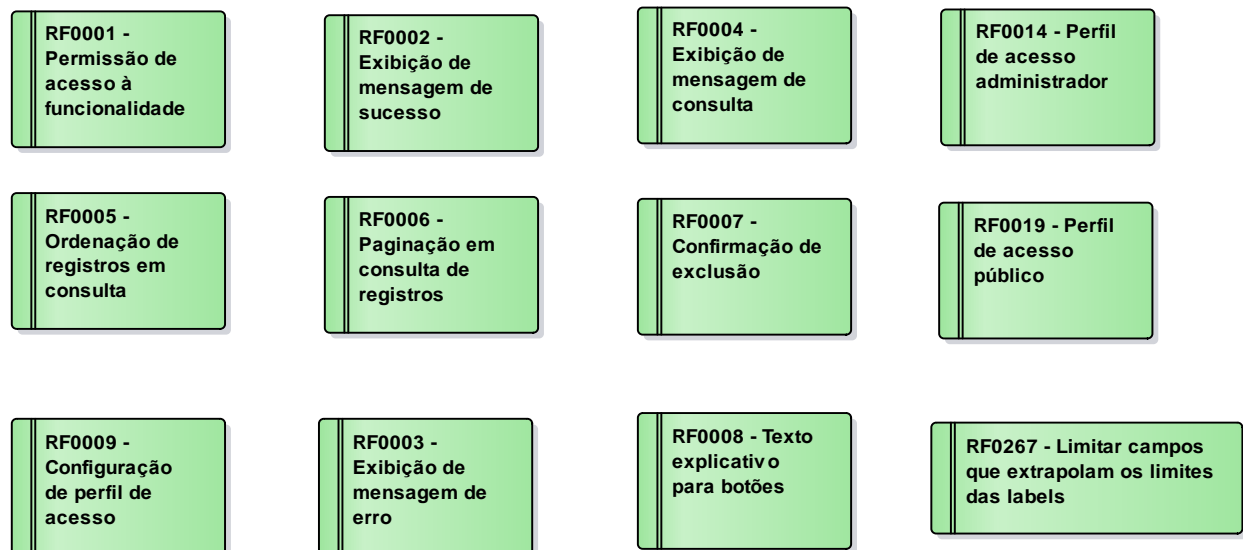 RF0001 -
Permissão de
acesso à
funcionalidade
RF0002 -
Exibição de
mensagem de
sucesso
RF0004 -
Exibição de
mensagem de
consulta
RF0014 - Perfil
de acesso
administrador
RF0005 -
Ordenação de
registros em
consulta
RF0006 -
Paginação em
consulta de
registros
RF0007 -
Confirmação de
exclusão
RF0019 - Perfil
de acesso
público
RF0009 -
Configuração
de perfil de
acesso
RF0003 -
Exibição de
mensagem de
erro
RF0008 - Texto
explicativo
para botões
RF0267 - Limitar campos
que extrapolam os limites
das labels